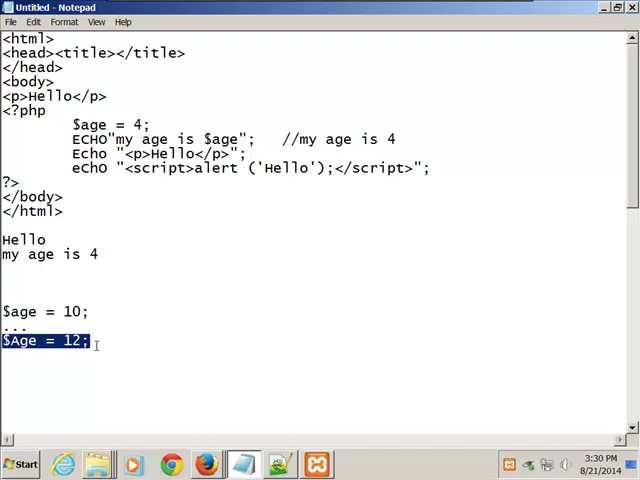 Untitled - Notepad
File Edit Format View Help
<html>
<head><title></title>
</head>
<body>
<p>Hello</p>
<?php
$age = 4;
ECHO"my age is $age"; //my age is 4
Echo "<p>Hello</p>";
eChO "<script>alert ('Hello');</script>";
?>
</body>
</html>
Hello
my age is 4
$age = 10;
...
$Age = 12;
Start
3:30 PM
8/21/2014